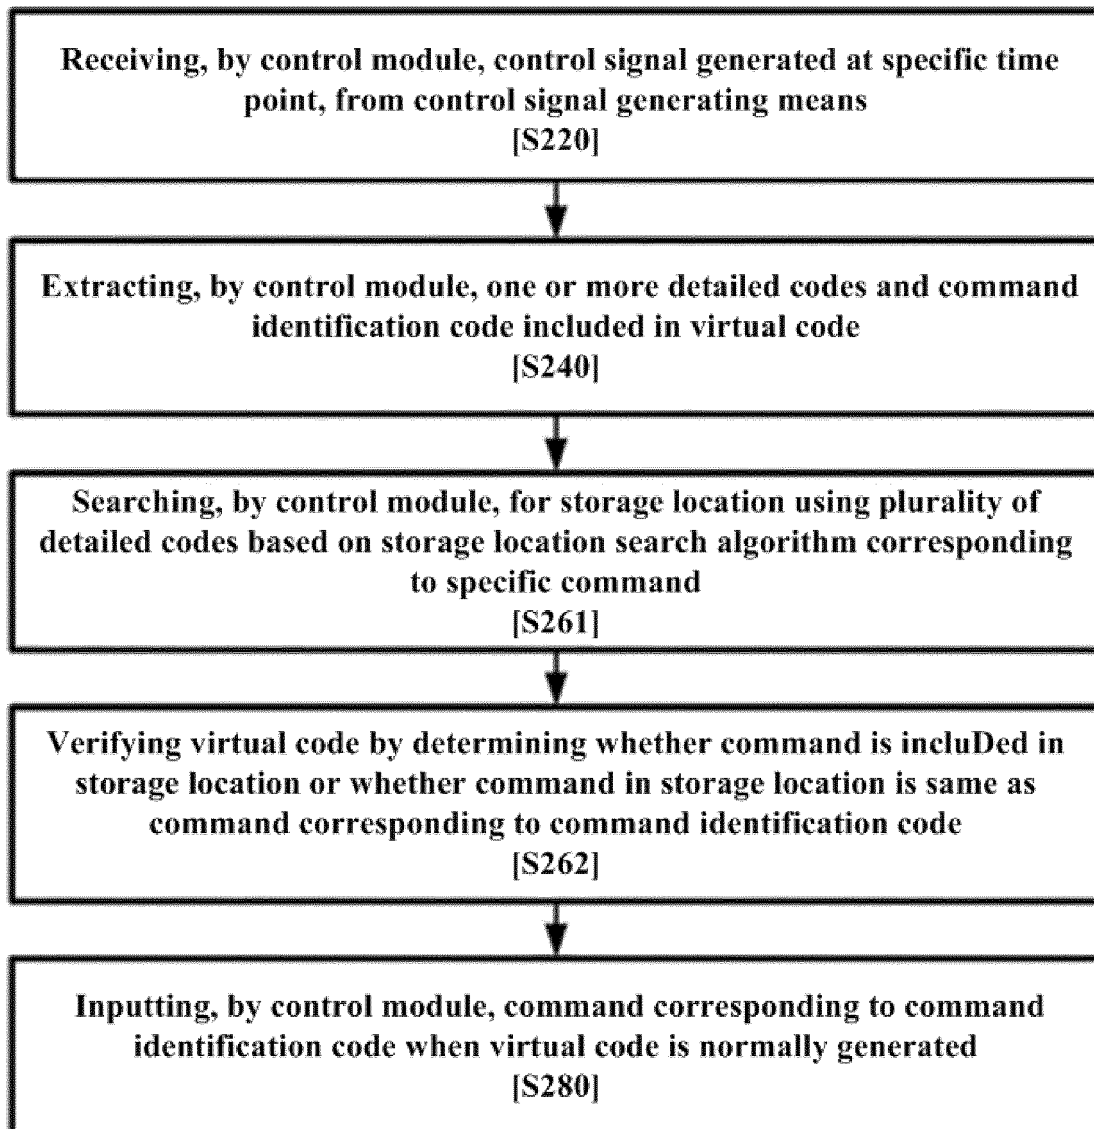 Receiving, by control module, control signal generated at specific time
point, from control signal generating means
[S220]
Extracting, by control module, one or more detailed codes and command
identification code included in virtual code
[S240]
Searching, by control module, for storage location using plurality of
detailed codes based on storage location search algorithm corresponding
to specific command
[S261]
Verifying virtual code by determining whether command is incluDed in
storage location or whether command in storage location is same as
command corresponding to command identification code
[S262]
Inputting, by control module, command corresponding to command
identification code when virtual code is normally generated
[S280]